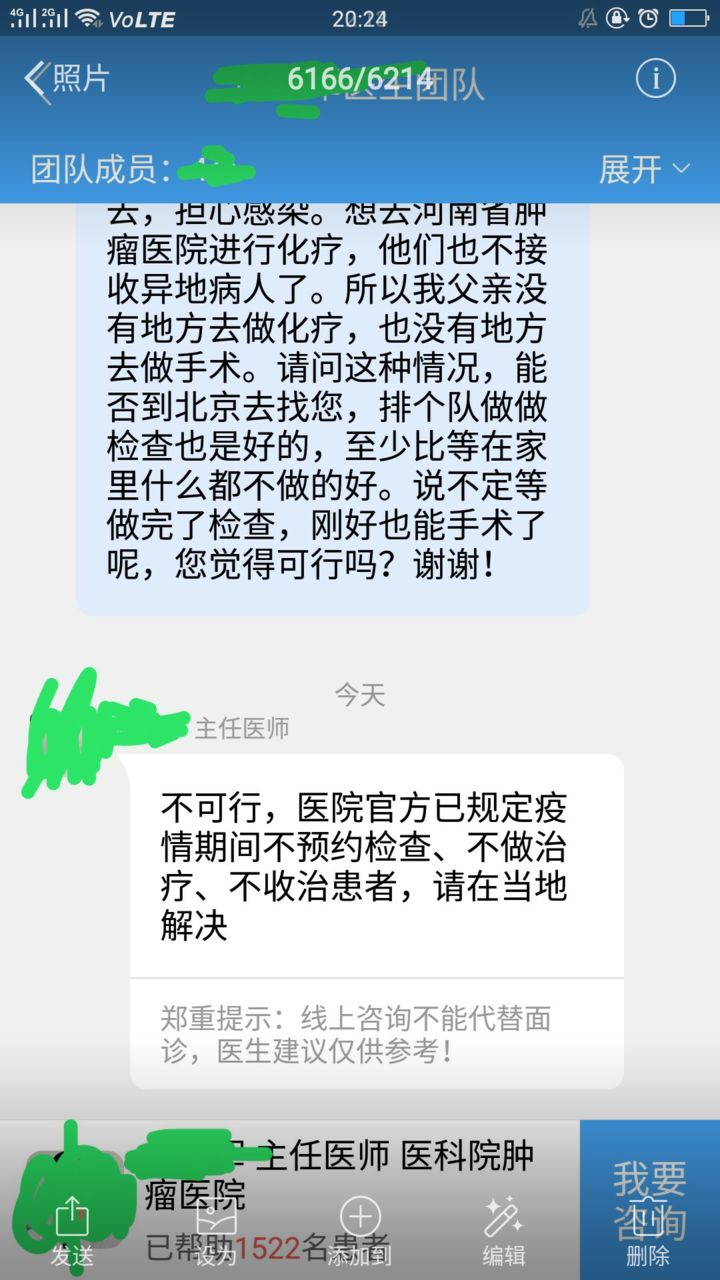 4G 2G VoLTE 20:24
照片
6166/6214
医生团队
团队成员：
展开
去，担心感染。想去河南省肿
瘤医院进行化疗，他们也不接
收异地病人了。所以我父亲没
有地方去做化疗，也没有地方
去做手术。请问这种情况，能
否到北京去找您，排个队做做
检查也是好的，至少比等在家
里什么都不做的好。说不定等
做完了检查，刚好也能手术了
呢，您觉得可行吗？谢谢！
今天
主任医师
不可行，医院官方已规定疫
情期间不预约检查、不做治
疗、不收治患者，请在当地
解决
郑重提示：线上咨询不能代替面
诊，医生建议仅供参考！
主任医师 医科院肿
瘤医院
已帮助1522名患者
我要
咨询
发送
设为
添加到
编辑
删除